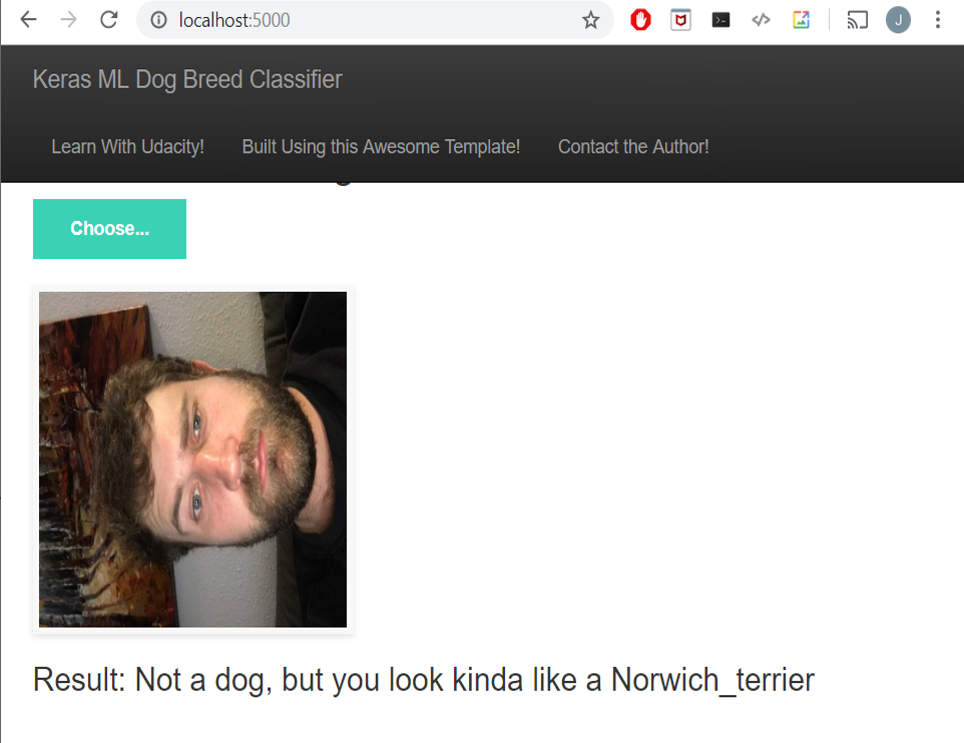 localhost:5000
J
Keras ML Dog Breed Classifier
Learn With Udacity! Built Using this Awesome Template! Contact the Author!
Choose...
Result: Not a dog, but you look kinda like a Norwich_terrier